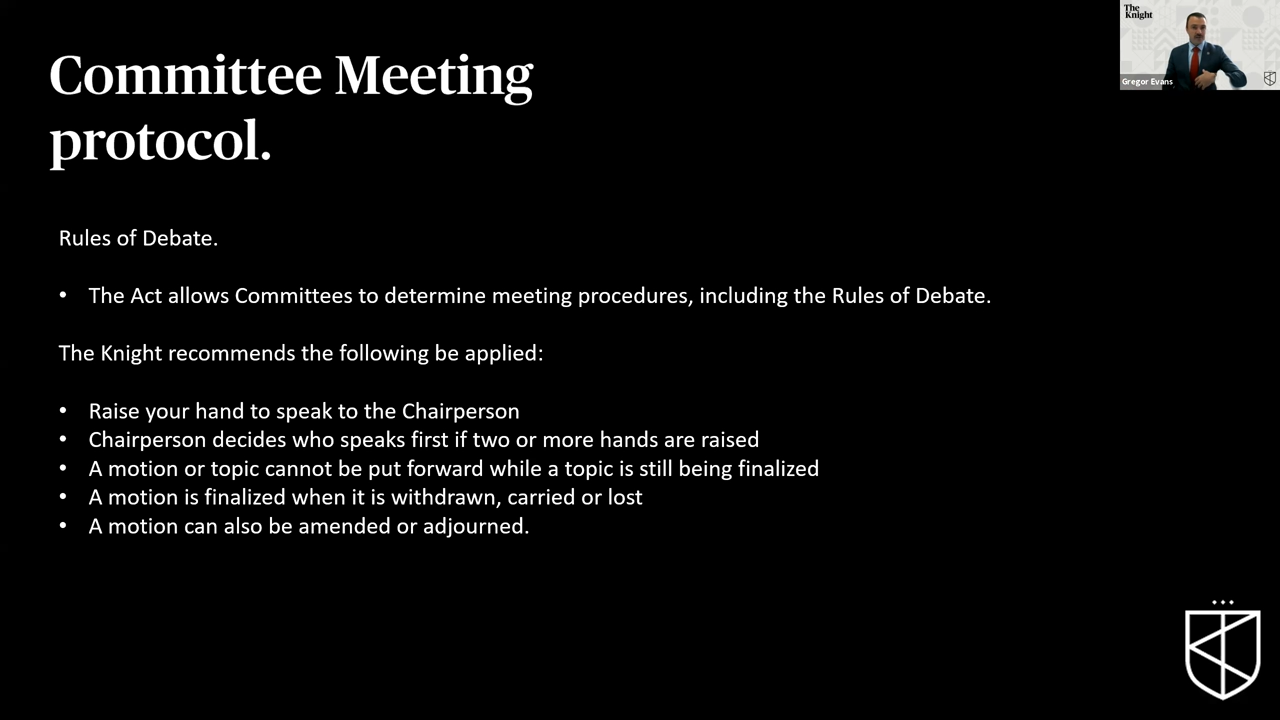 Committee Meeting
protocol.
Rules of Debate.
• The Act allows Committees to determine meeting procedures, including the Rules of Debate.
The Knight recommends the following be applied:
• Raise your hand to speak to the Chairperson
• Chairperson decides who speaks first if two or more hands are raised
• A motion or topic cannot be put forward while a topic is still being finalized
• A motion is finalized when it is withdrawn, carried or lost
• A motion can also be amended or adjourned.
The
Knight
Gregor Evans